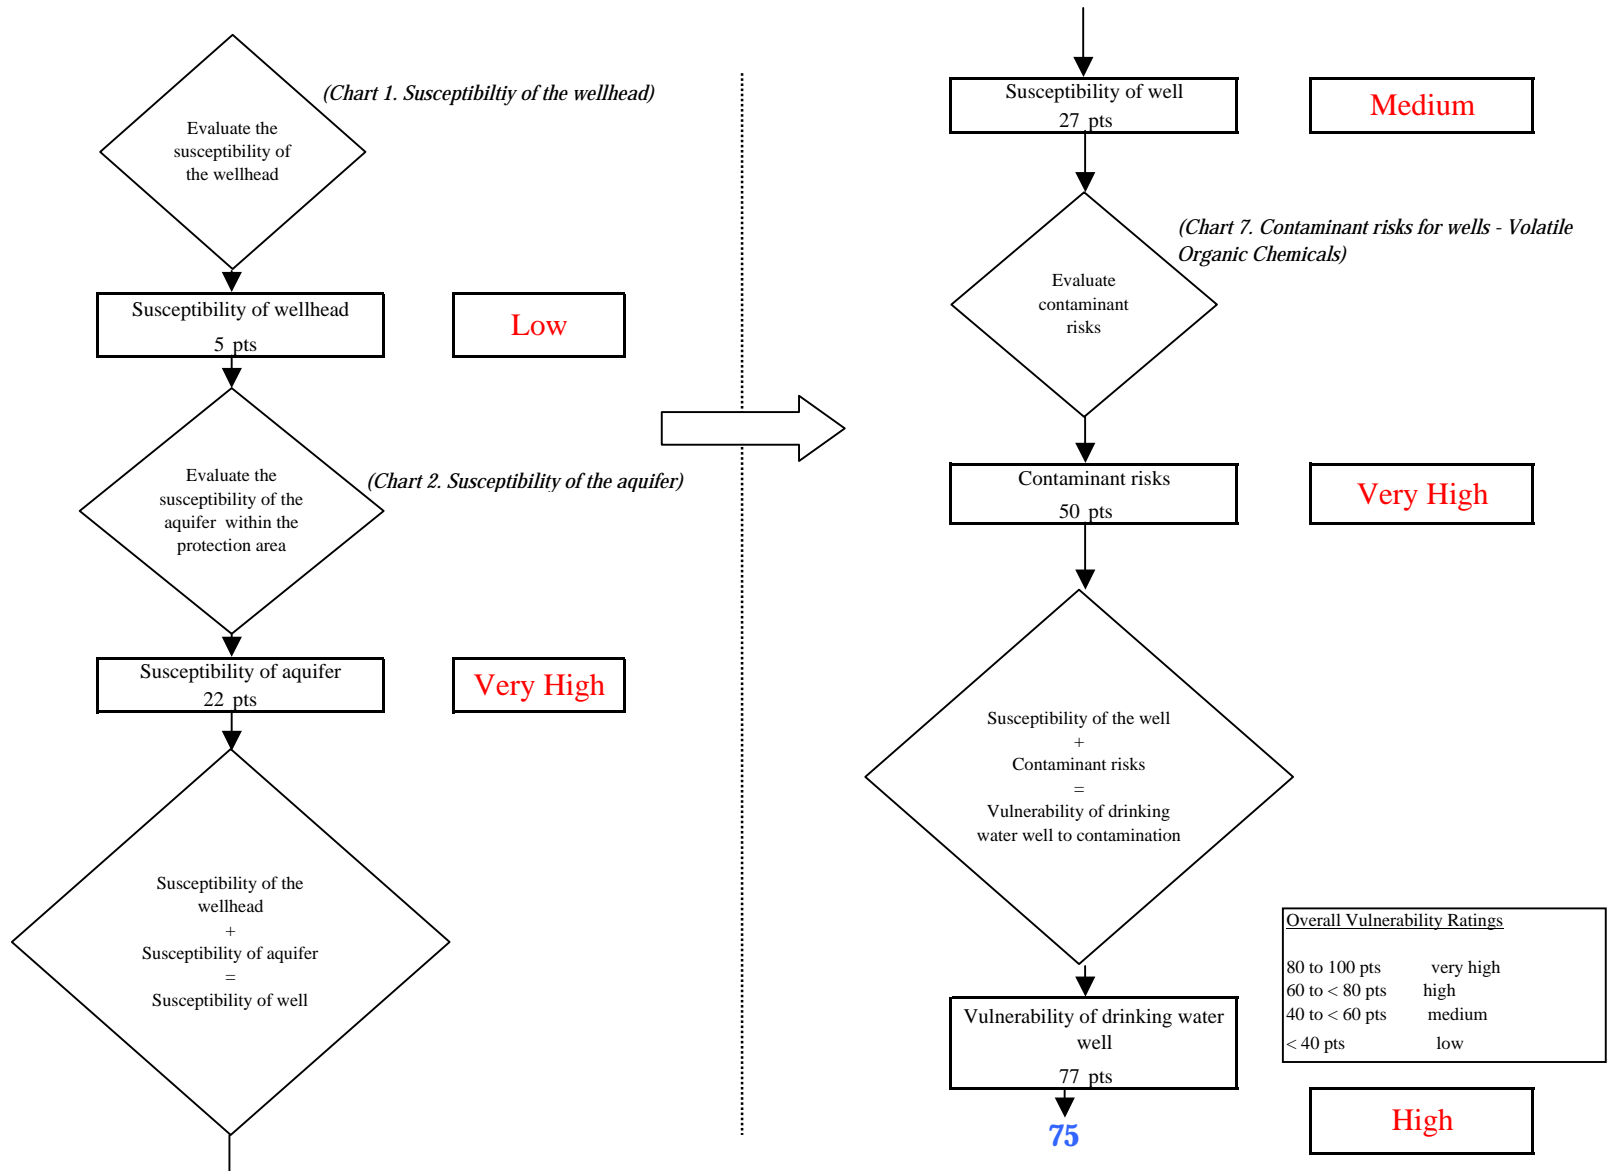 (Chart 1. Susceptibiltiy of the wellhead)
Evaluate the
susceptibility of
the wellhead
Susceptibility of wellhead
5 pts
Low
Evaluate the
susceptibility of the
aquifer within the
protection area
(Chart 2. Susceptibility of the aquifer)
Susceptibility of aquifer
22 pts
Very High
Susceptibility of the
wellhead
+
Susceptibility of aquifer
=
Susceptibility of well
Susceptibility of well
27 pts
Medium
(Chart 7. Contaminant risks for wells - Volatile
Organic Chemicals)
Evaluate
contaminant
risks
Contaminant risks
50 pts
Very High
Susceptibility of the well
+
Contaminant risks
=
Vulnerability of drinking
water well to contamination
Overall Vulnerability Ratings
80 to 100 pts very high
60 to < 80 pts high
40 to < 60 pts medium
< 40 pts low
Vulnerability of drinking water
well
77 pts
75
High